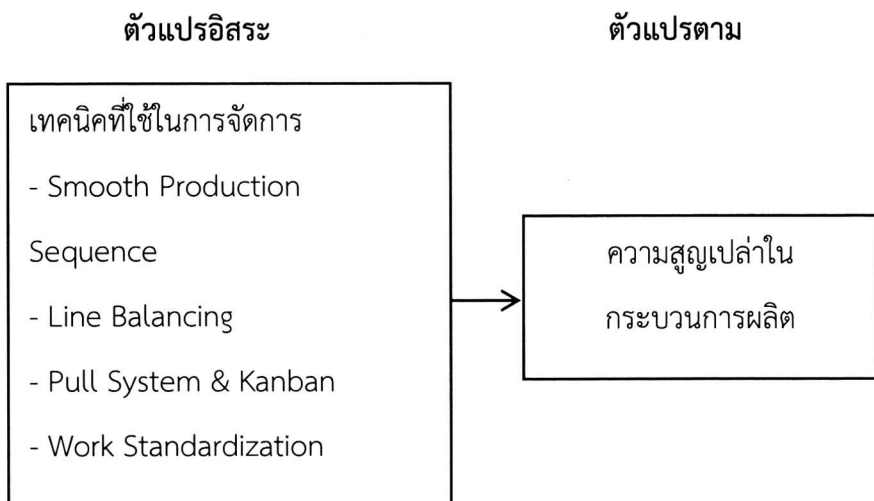 ตัวแปรอิสระ
ตัวแปรตาม
เทคนิคที่ใช้ในการจัดการ
- Smooth Production
Sequence
- Line Balancing
- Pull System & Kanban
- Work Standardization
ความสูญเปล่าใน
กระบวนการผลิต